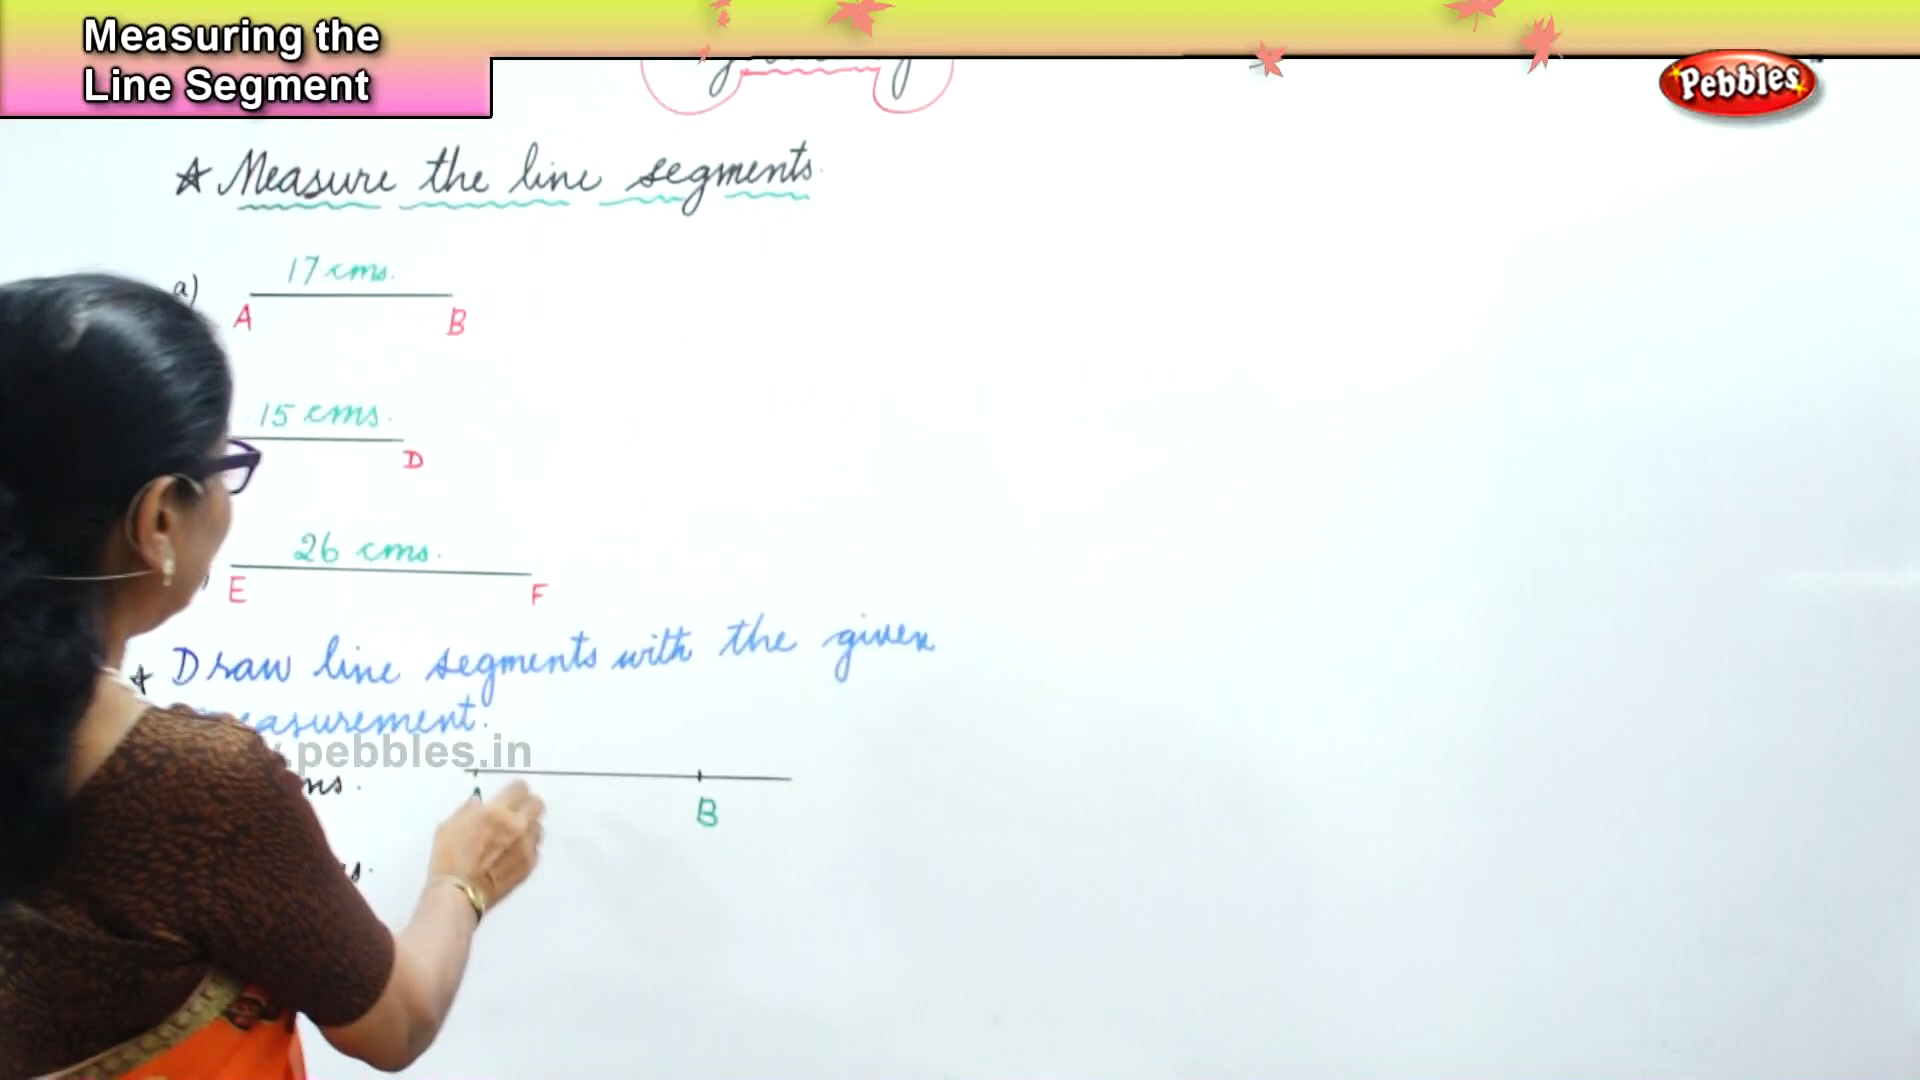 Measuring the
Line Segment
Pebbles
☆ Measure the line segments.
a) 17 cms.
A B
15 cms.
D
26 cms.
E F
★ Draw line segments with the given
measurement.
pebbles.in
ms.
B